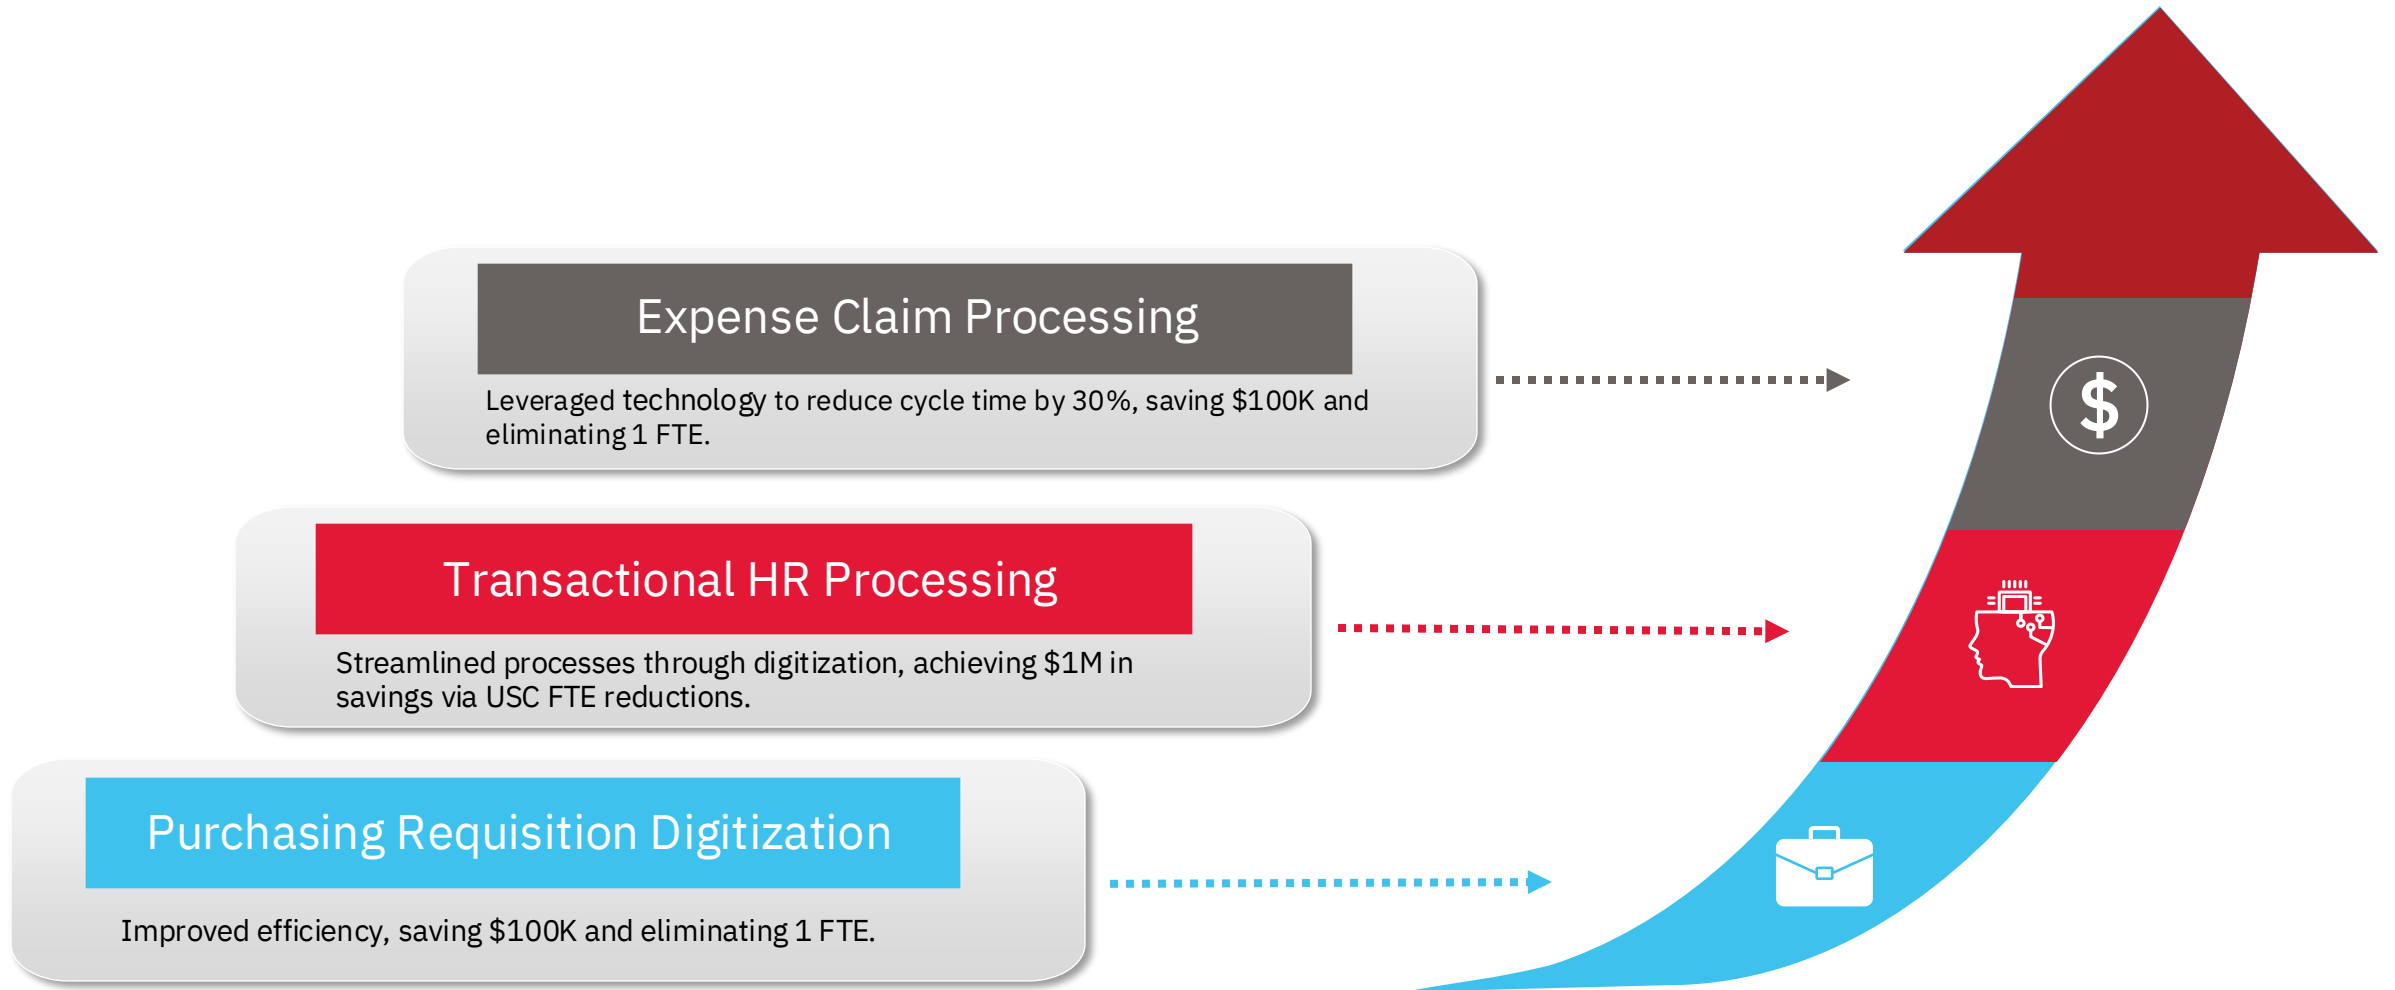 Expense Claim Processing
Leveraged technology to reduce cycle time by 30%, saving $100K and
eliminating 1 FTE.
$
Transactional HR Processing
Streamlined processes through digitization, achieving $1M in
savings via USC FTE reductions.
Purchasing Requisition Digitization
Improved efficiency, saving $100K and eliminating 1 FTE.